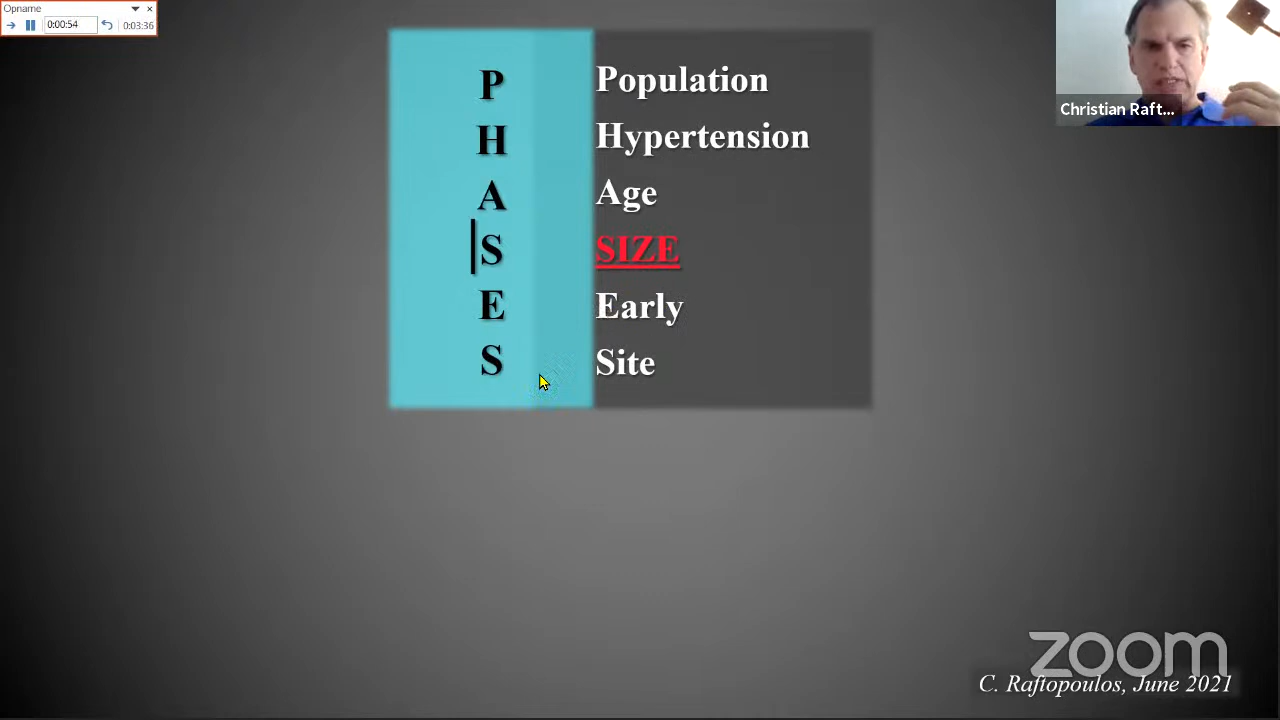 Opname
0:00:54
0:03:36
P Population
H Hypertension
A Age
S SIZE
E Early
S Site
Christian Raft...
zoom
C. Raftopoulos, June 2021